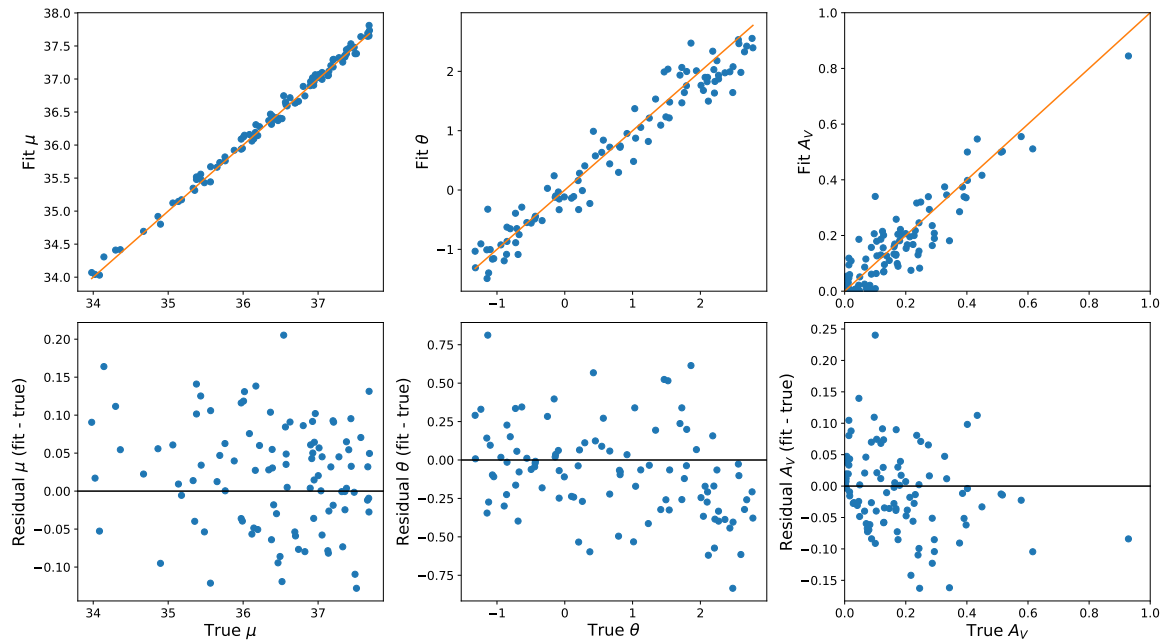 38.0
37.5
37.0
36.5
36.0
35.5
35.0
34.5
34.0
Fit μ
34 35 36 37
2
1
0
−1
Fit θ
−1 0 1 2
1.0
0.8
0.6
0.4
0.2
0.0
Fit A_V
0.0 0.2 0.4 0.6 0.8 1.0
0.20
0.15
0.10
0.05
0.00
−0.05
−0.10
Residual μ (fit - true)
34 35 36 37
True μ
0.75
0.50
0.25
0.00
−0.25
−0.50
−0.75
Residual θ (fit - true)
−1 0 1 2
True θ
0.25
0.20
0.15
0.10
0.05
0.00
−0.05
−0.10
−0.15
Residual A_V (fit - true)
0.0 0.2 0.4 0.6 0.8 1.0
True A_V